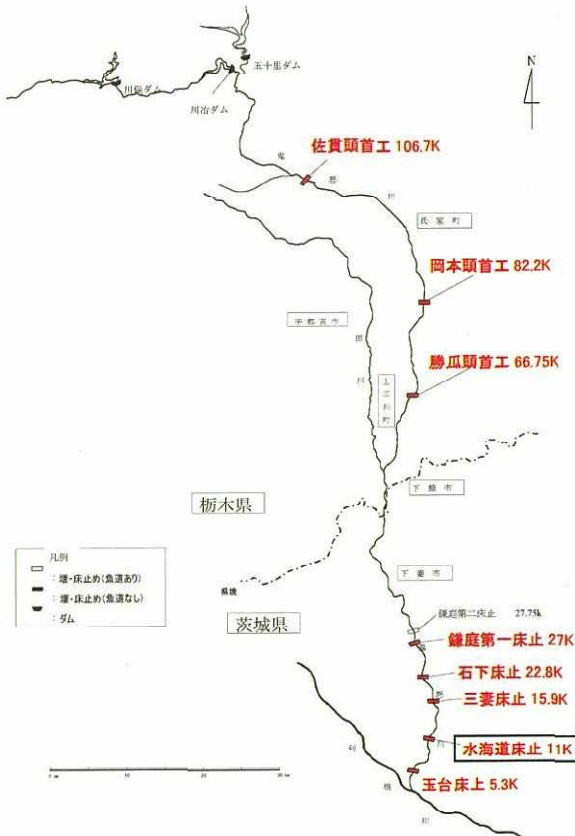 五十里ダム
川俣ダム
川治ダム
N
佐貫頭首工 106.7K
鬼
怒
川
氏家町
岡本頭首工 82.2K
宇都宮市
田
川
上三川町
勝瓜頭首工 66.75K
下館市
栃木県
下妻市
凡例
：堰・床止め(魚道あり)
：堰・床止め(魚道なし)
：ダム
県境
茨城県
鎌庭第二床止 27.75k
鎌庭第一床止 27K
石下床止 22.8K
三妻床止 15.9K
水海道床止 11K
玉台床上 5.3K
利
根
川